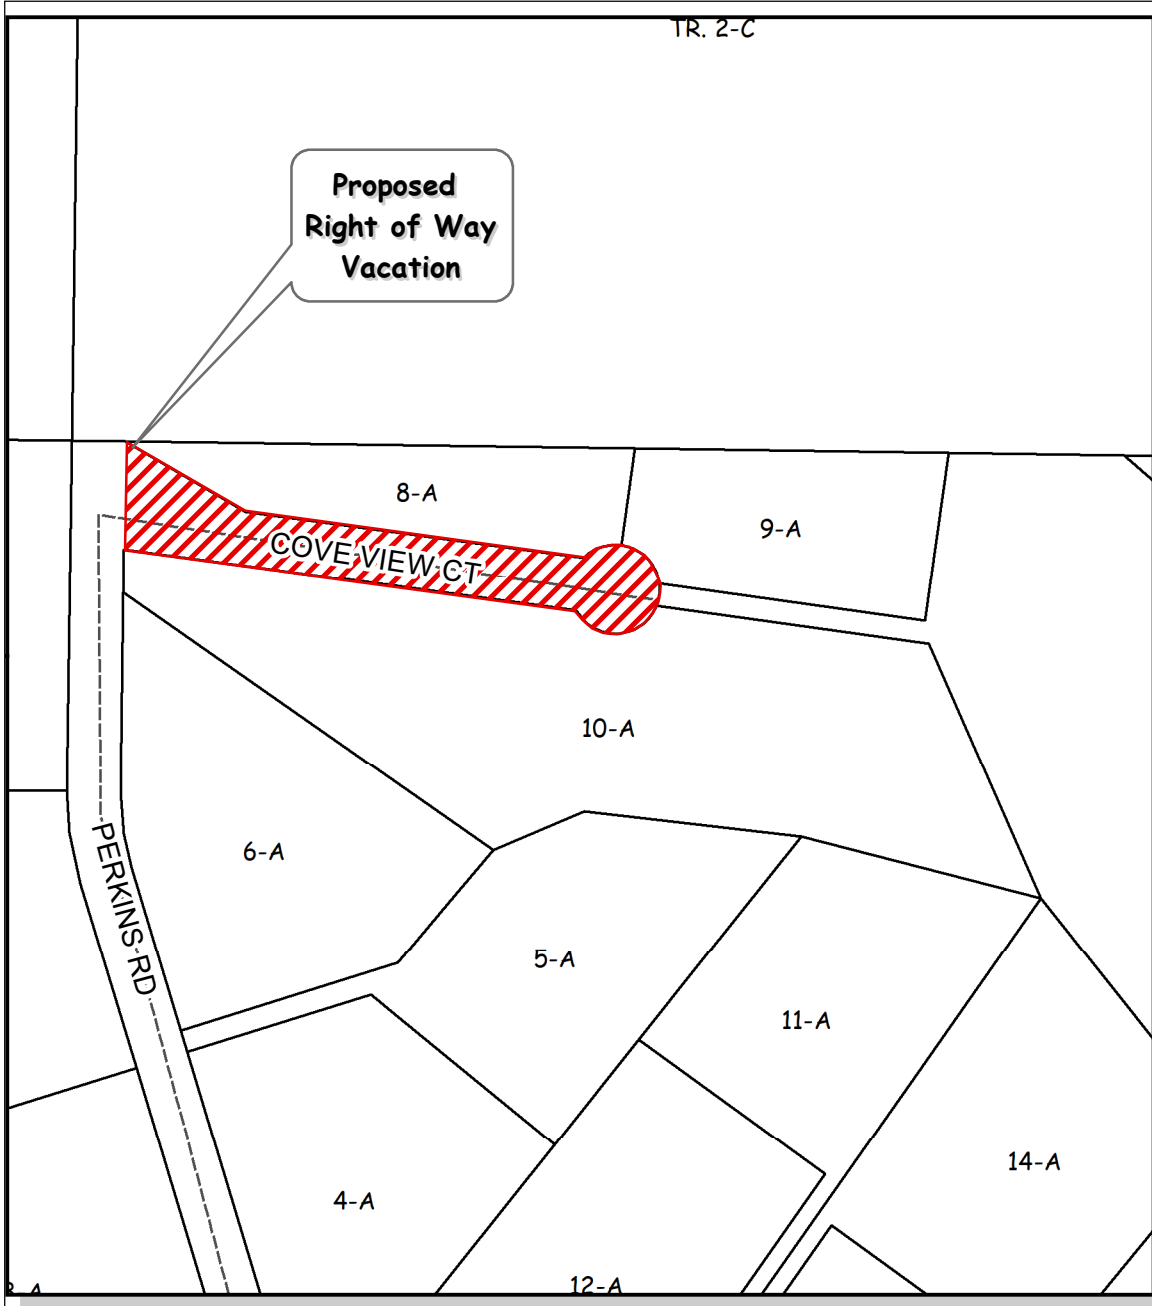 TR. 2-C
Proposed
Right of Way
Vacation
8-A
9-A
COVE VIEW CT
10-A
6-A
PERKINS RD
5-A
11-A
14-A
4-A
12-A